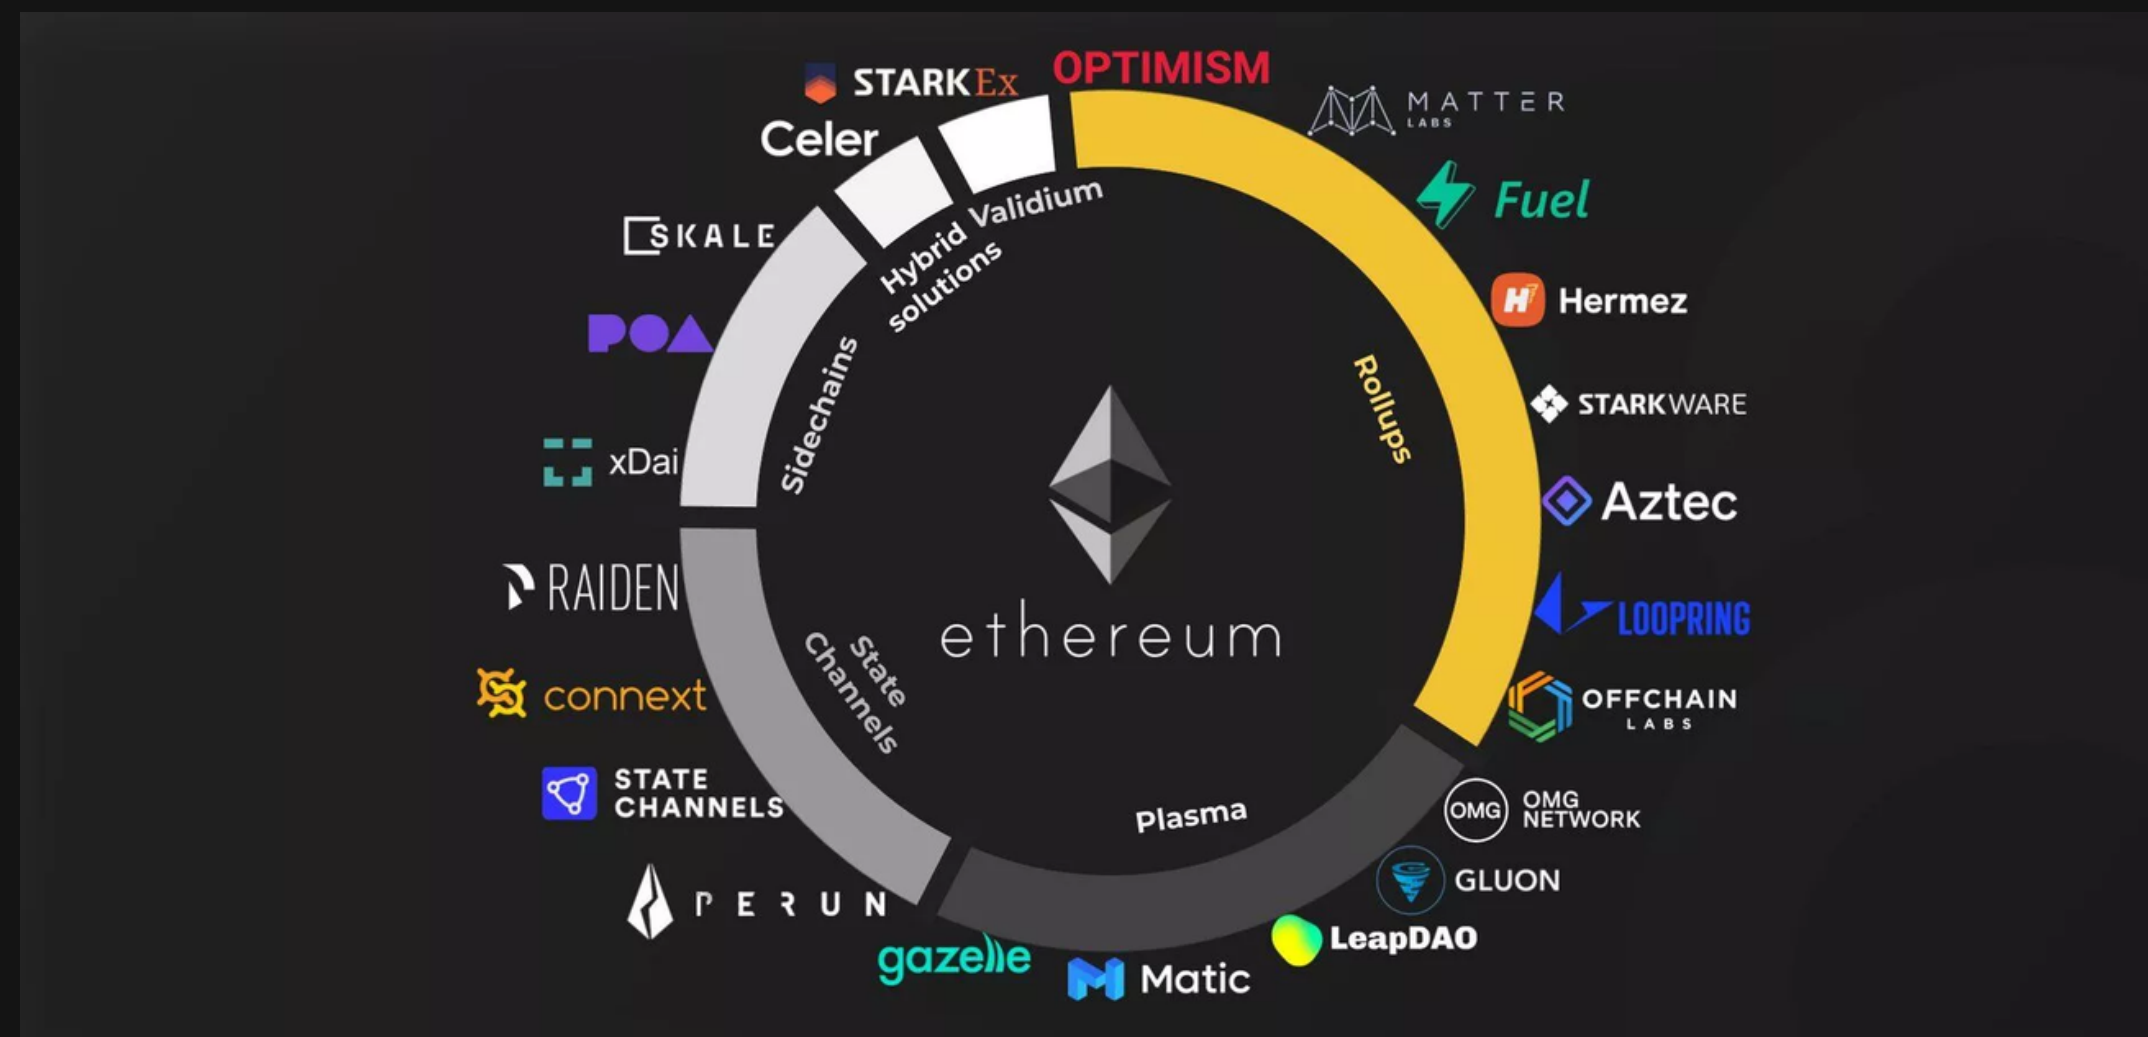 OPTIMISM
STARKEx
MATTER
LABS
Celer
Fuel
Validium
Hybrid
solutions
SKALE
Hermez
POA
Sidechains
Rollups
STARKWARE
xDai
Aztec
RAIDEN
LOOPRING
ethereum
State
Channels
connext
OFFCHAIN
LABS
STATE
CHANNELS
Plasma
OMG
OMG
NETWORK
GLUON
PERUN
LeapDAO
gazelle
Matic